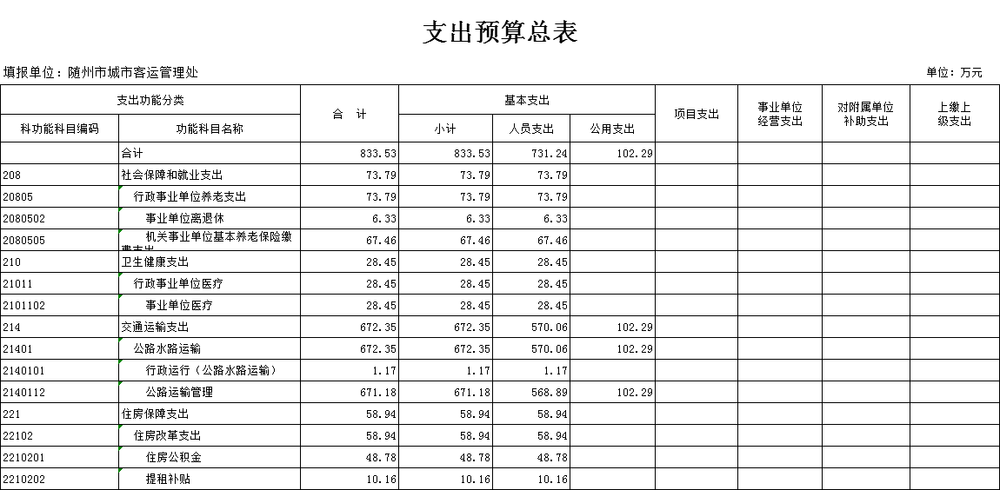 支出预算总表
填报单位：随州市城市客运管理处 单位：万元
支出功能分类 合 计 基本支出 项目支出 事业单位经营支出 对附属单位补助支出 上缴上级支出
科功能科目编码 功能科目名称 小计 人员支出 公用支出
合计 833.53 833.53 731.24 102.29
208 社会保障和就业支出 73.79 73.79 73.79
20805 行政事业单位养老支出 73.79 73.79 73.79
2080502 事业单位离退休 6.33 6.33 6.33
2080505 机关事业单位基本养老保险缴 67.46 67.46 67.46
210 卫生健康支出 28.45 28.45 28.45
21011 行政事业单位医疗 28.45 28.45 28.45
2101102 事业单位医疗 28.45 28.45 28.45
214 交通运输支出 672.35 672.35 570.06 102.29
21401 公路水路运输 672.35 672.35 570.06 102.29
2140101 行政运行（公路水路运输） 1.17 1.17 1.17
2140112 公路运输管理 671.18 671.18 568.89 102.29
221 住房保障支出 58.94 58.94 58.94
22102 住房改革支出 58.94 58.94 58.94
2210201 住房公积金 48.78 48.78 48.78
2210202 提租补贴 10.16 10.16 10.16